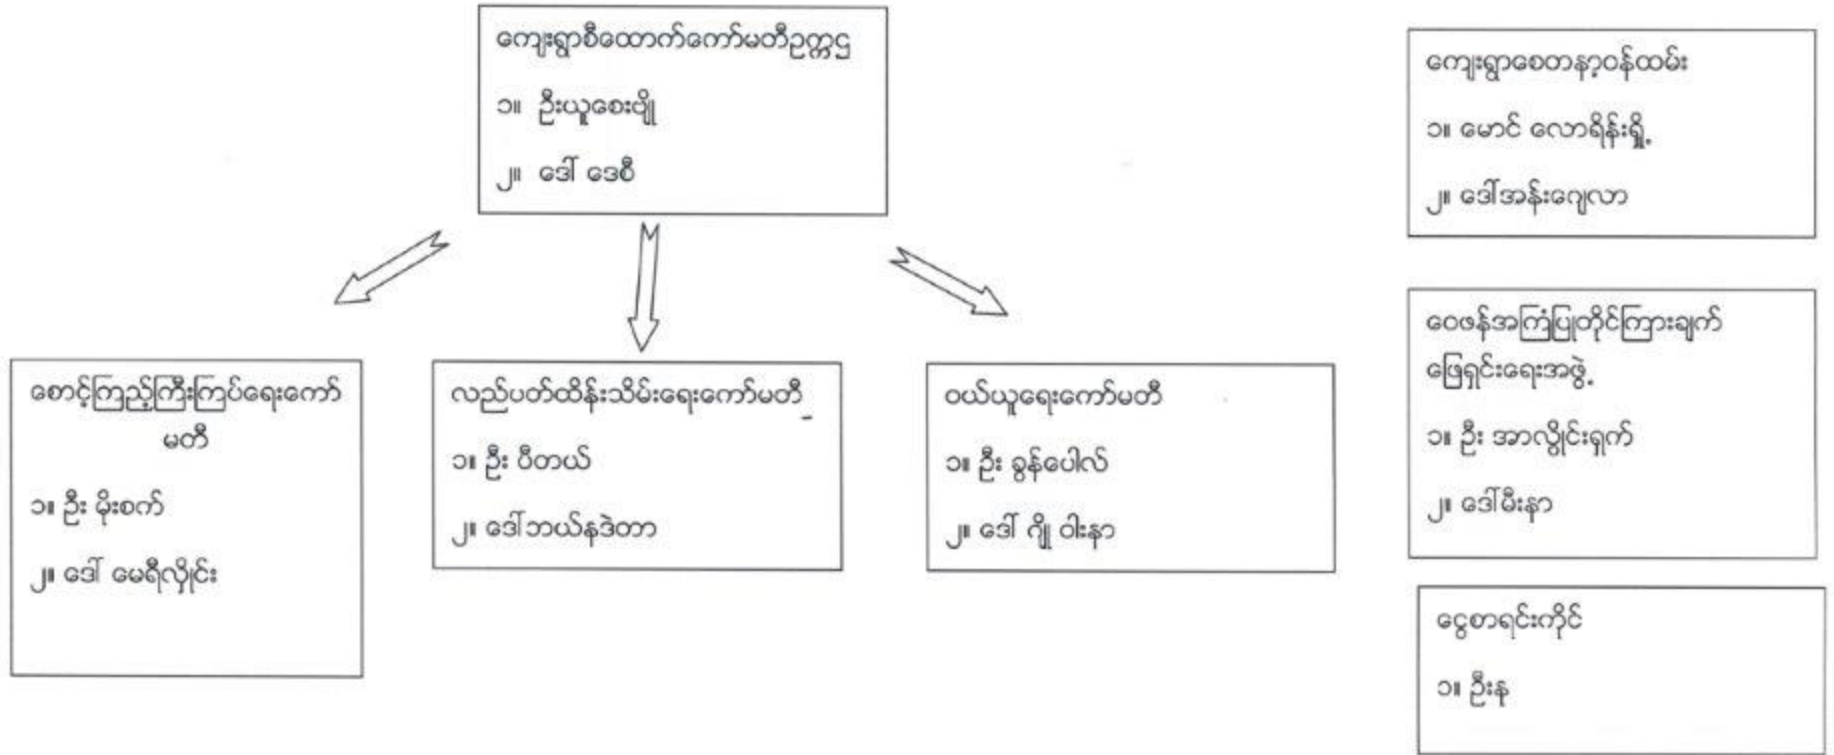 ကျေးရွာစီထောက်ကော်မတီဥက္ကဌ
၁။ ဦးယူစေးဗျို
၂။ ဒေါ် ဒေစီ
စောင့်ကြည့်ကြီးကြပ်ရေးကော်
မတီ
၁။ ဦး မိုးစက်
၂။ ဒေါ် မေရီလှိုင်း
လည်ပတ်ထိန်းသိမ်းရေးကော်မတီ
၁။ ဦး ပီတယ်
၂။ ဒေါ်ဘယ်နဒဲတာ
ဝယ်ယူရေးကော်မတီ
၁။ ဦး ခွန်ပေါလ်
၂။ ဒေါ် ဂျို ဝါးနာ
ကျေးရွာစေတနာ့ဝန်ထမ်း
၁။ မောင် လောရိန်းရှို့
၂။ ဒေါ်အန်းဂျေလာ
ဝေဖန်အကြံပြုတိုင်ကြားချက်
ဖြေရှင်းရေးအဖွဲ့
၁။ ဦး အာလွိုင်းရှက်
၂။ ဒေါ်မီးနာ
ငွေစာရင်းကိုင်
၁။ ဦးန